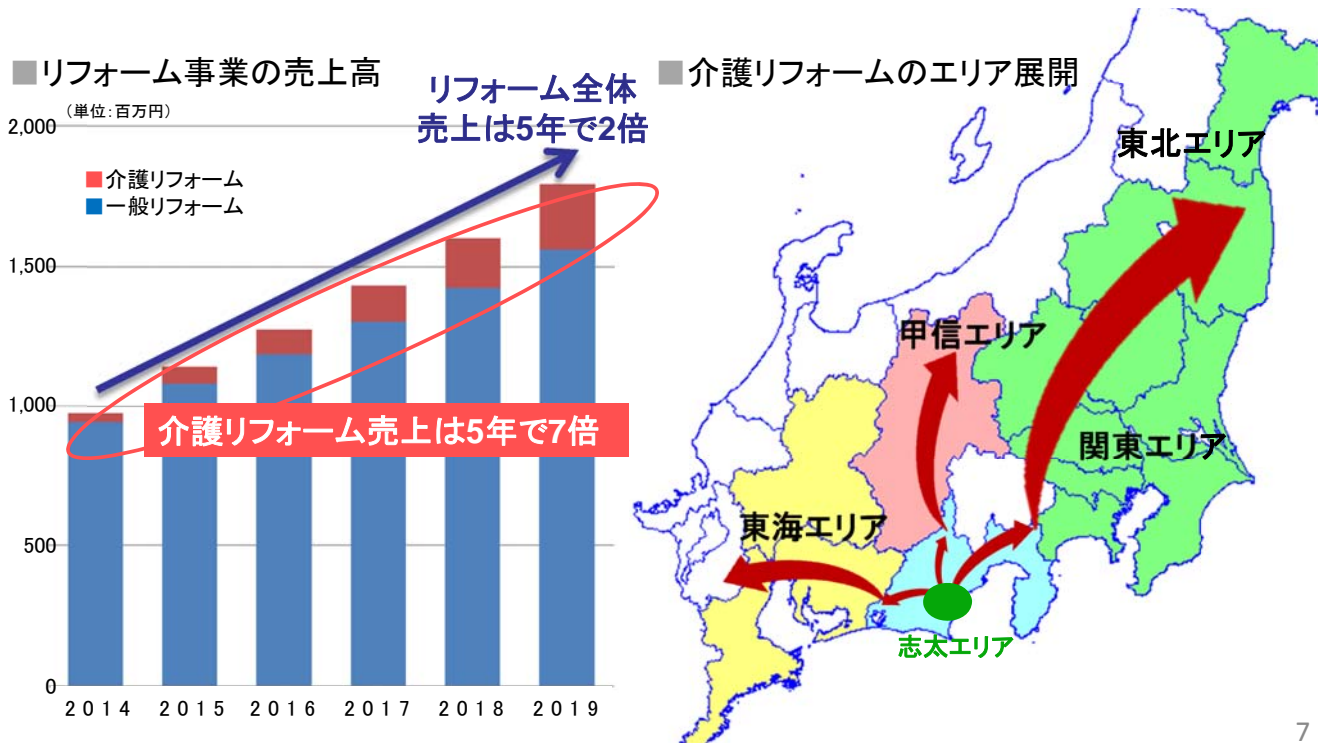 ■リフォーム事業の売上高
(単位:百万円)
リフォーム全体
売上は5年で2倍
2,000
1,500
1,000
500
0
■介護リフォーム
■一般リフォーム
介護リフォーム売上は5年で7倍
2014
2015
2016
2017
2018
2019
■介護リフォームのエリア展開
東北エリア
甲信エリア
関東エリア
東海エリア
志太エリア
7